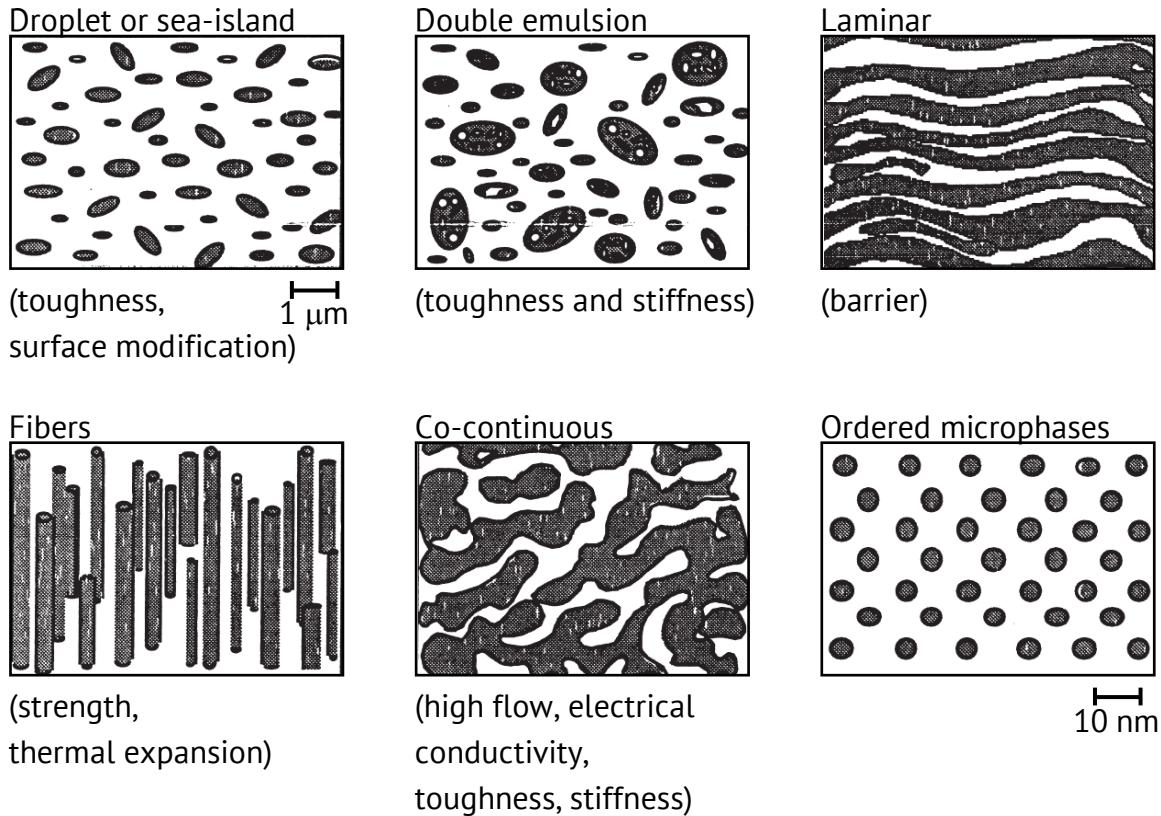 Droplet or sea-island
(toughness,
surface modification)
1 μm
Double emulsion
(toughness and stiffness)
Laminar
(barrier)
Fibers
(strength,
thermal expansion)
Co-continuous
(high flow, electrical
conductivity,
toughness, stiffness)
Ordered microphases
10 nm